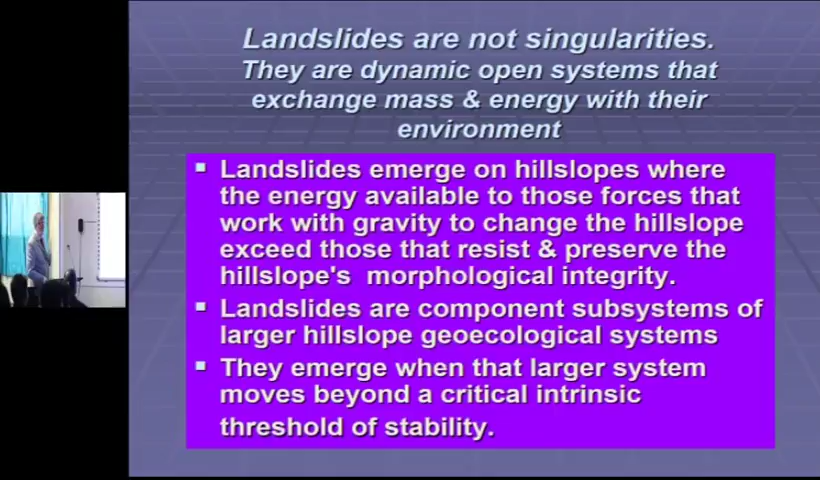 Landslides are not singularities.
They are dynamic open systems that
exchange mass & energy with their
environment
Landslides emerge on hillslopes where
the energy available to those forces that
work with gravity to change the hillslope
exceed those that resist & preserve the
hillslope's morphological integrity.
Landslides are component subsystems of
larger hillslope geoecological systems
They emerge when that larger system
moves beyond a critical intrinsic
threshold of stability.